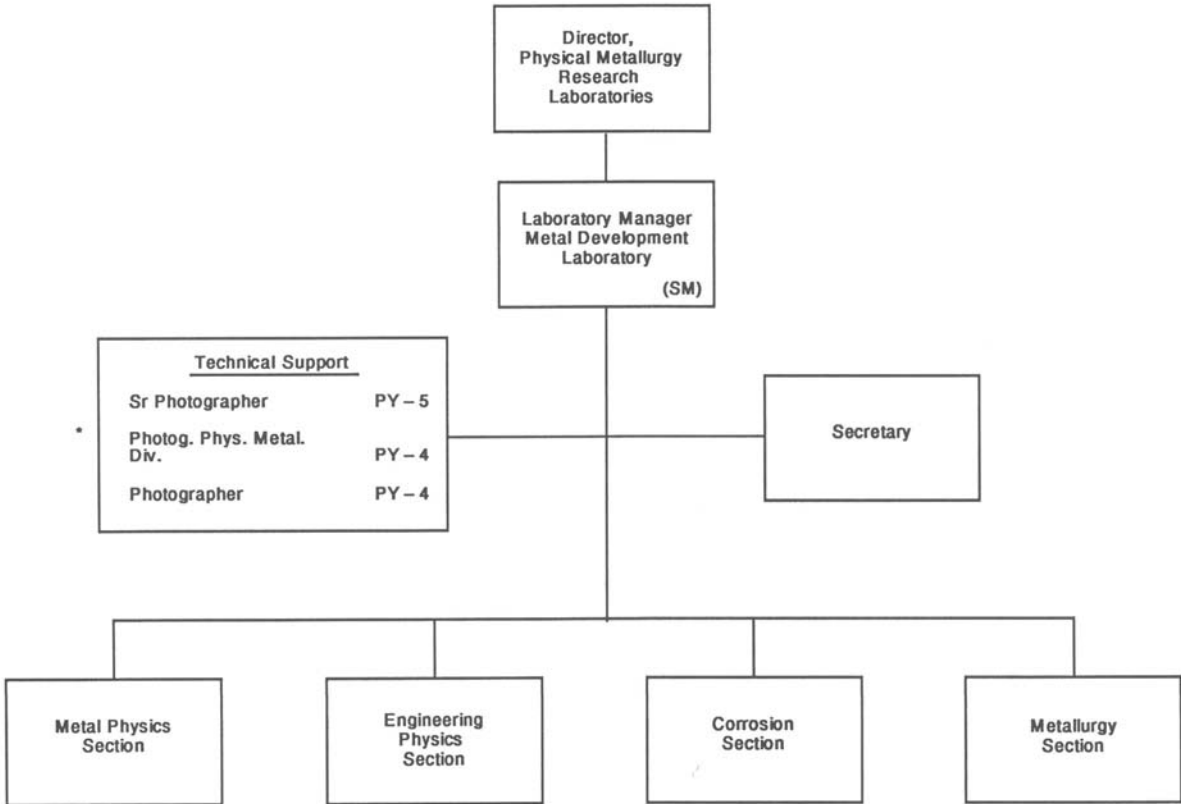 Director,
Physical Metallurgy
Research
Laboratories
Laboratory Manager
Metal Development
Laboratory
(SM)
Technical Support
Sr Photographer PY – 5
* Photog. Phys. Metal.
Div. PY – 4
Photographer PY – 4
Secretary
Metal Physics
Section
Engineering
Physics
Section
Corrosion
Section
Metallurgy
Section